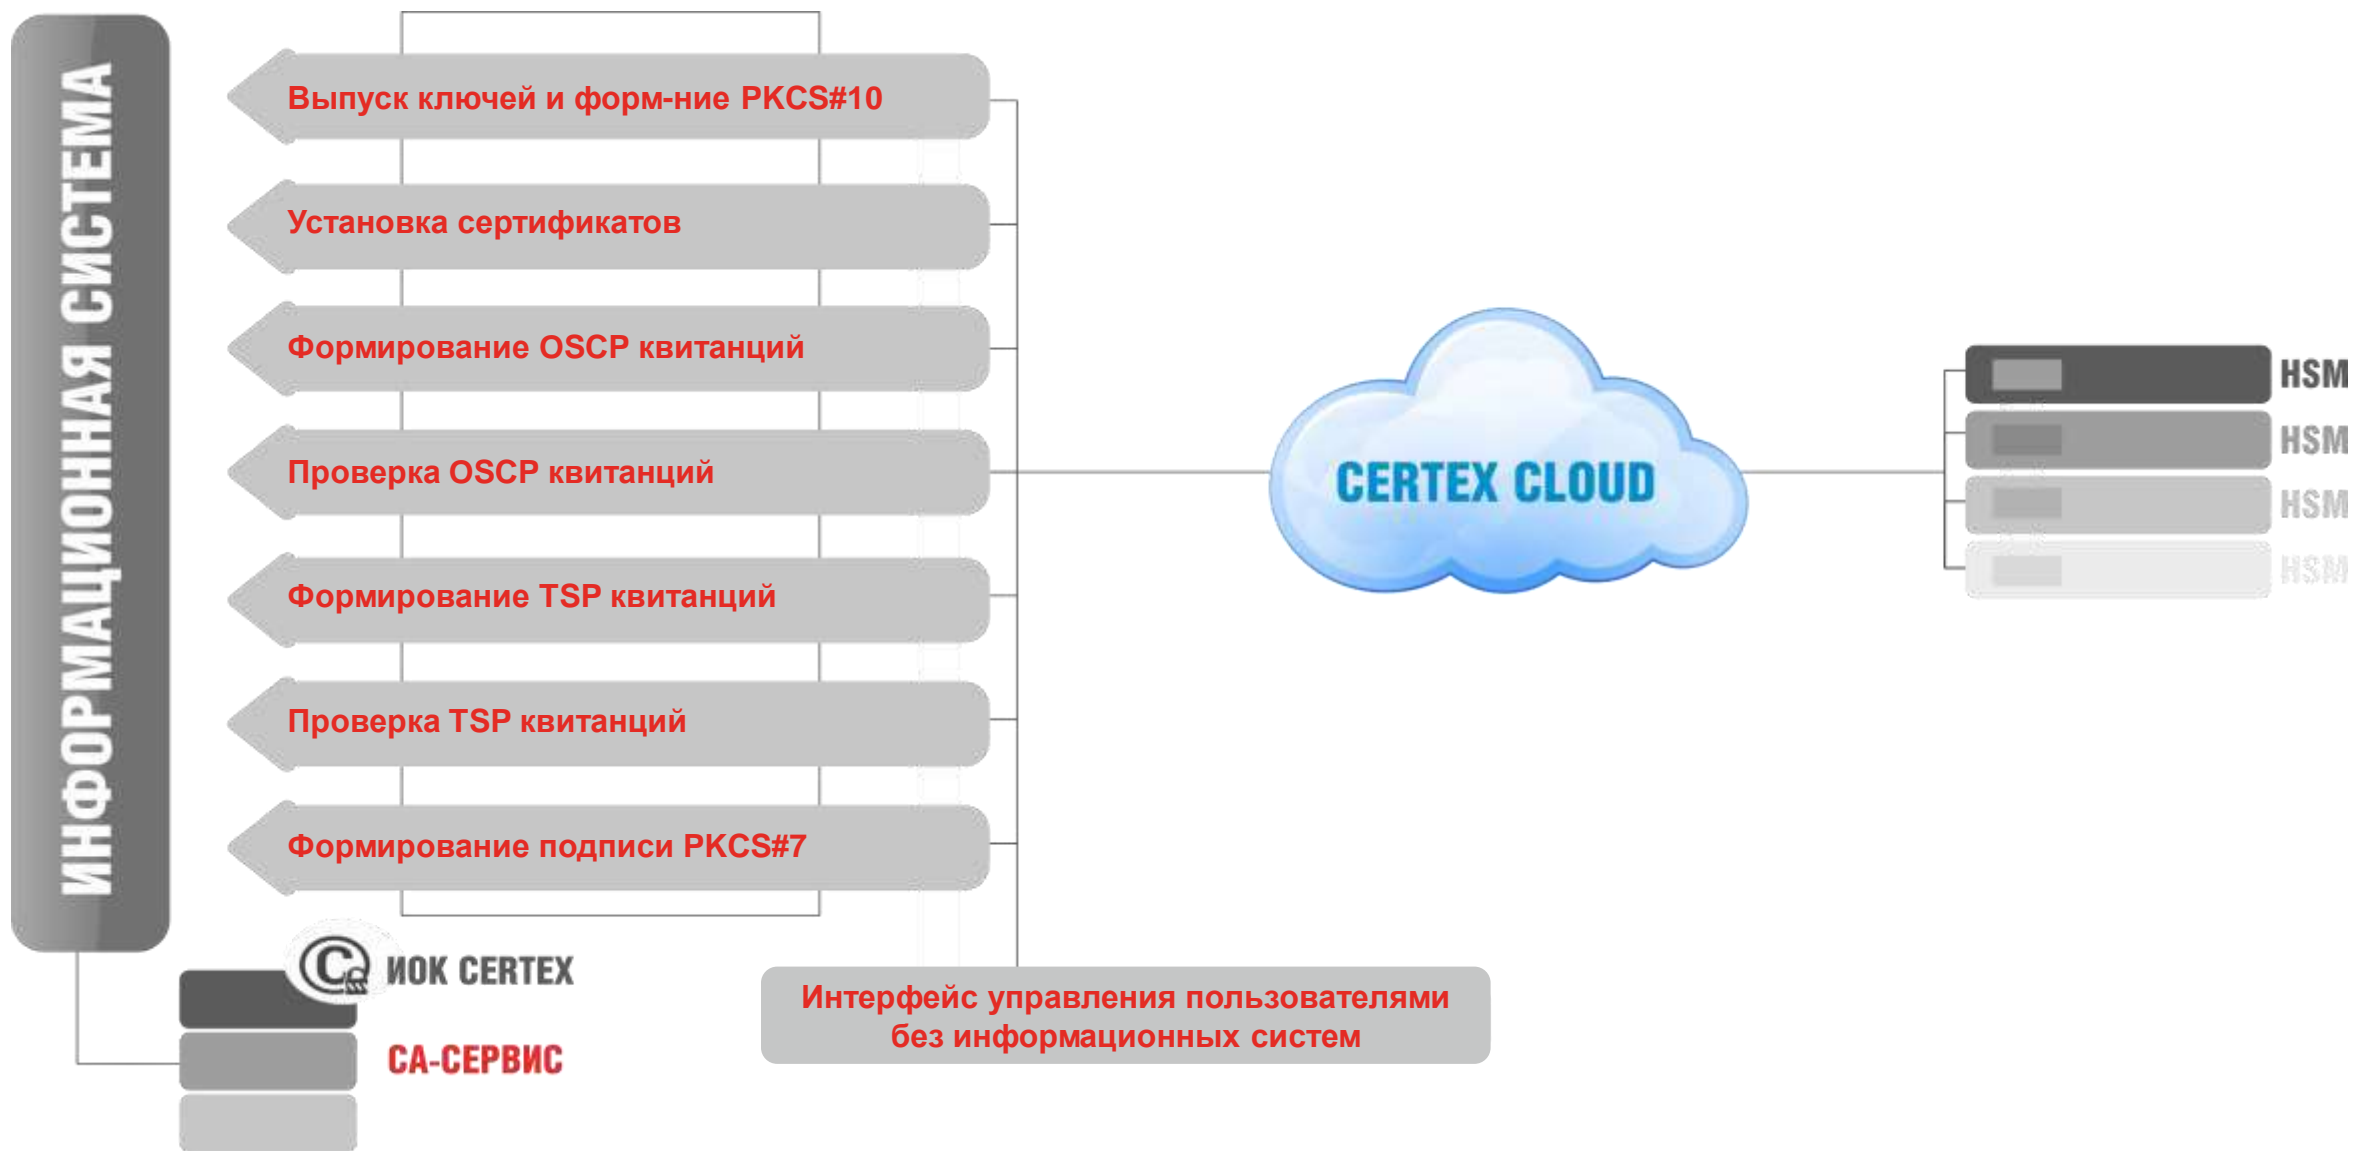 ИНФОРМАЦИОННАЯ СИСТЕМА
Выпуск ключей и форм-ние PKCS#10
Установка сертификатов
Формирование OSCP квитанций
Проверка OSCP квитанций
Формирование TSP квитанций
Проверка TSP квитанций
Формирование подписи PKCS#7
CERTEX CLOUD
HSM
HSM
HSM
HSM
ИОК CERTEX
СА-СЕРВИС
Интерфейс управления пользователями
без информационных систем